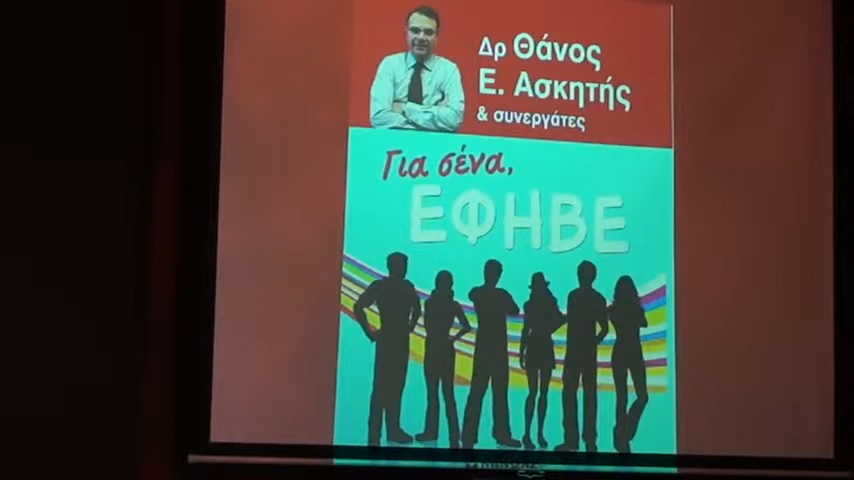 Δρ Θάνος
Ε. Ασκητής
& συνεργάτες
Για σένα,
ΕΦΗΒΕ